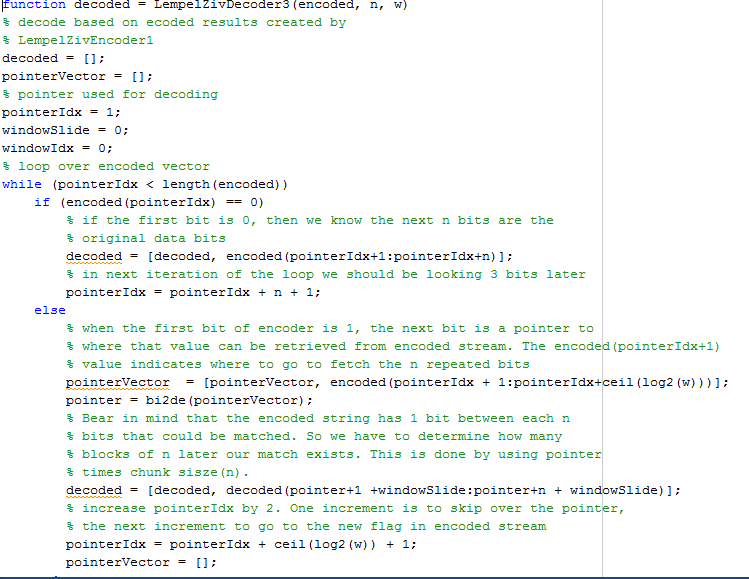 function decoded = LempelZivDecoder3(encoded, n, w)
% decode based on ecoded results created by
% LempelZivEncoder1
decoded = [];
pointerVector = [];
% pointer used for decoding
pointerIdx = 1;
windowSlide = 0;
windowIdx = 0;
% loop over encoded vector
while (pointerIdx < length(encoded))
    if (encoded(pointerIdx) == 0)
        % if the first bit is 0, then we know the next n bits are the
        % original data bits
        decoded = [decoded, encoded(pointerIdx+1:pointerIdx+n)];
        % in next iteration of the loop we should be looking 3 bits later
        pointerIdx = pointerIdx + n + 1;
    else
        % when the first bit of encoder is 1, the next bit is a pointer to
        % where that value can be retrieved from encoded stream. The encoded(pointerIdx+1)
        % value indicates where to go to fetch the n repeated bits
        pointerVector  = [pointerVector, encoded(pointerIdx + 1:pointerIdx+ceil(log2(w)))];
        pointer = bi2de(pointerVector);
        % Bear in mind that the encoded string has 1 bit between each n
        % bits that could be matched. So we have to determine how many
        % blocks of n later our match exists. This is done by using pointer
        % times chunk sisze(n).
        decoded = [decoded, decoded(pointer+1 +windowSlide:pointer+n + windowSlide)];
        % increase pointerIdx by 2. One increment is to skip over the pointer,
        % the next increment to go to the new flag in encoded stream
        pointerIdx = pointerIdx + ceil(log2(w)) + 1;
        pointerVector = [];